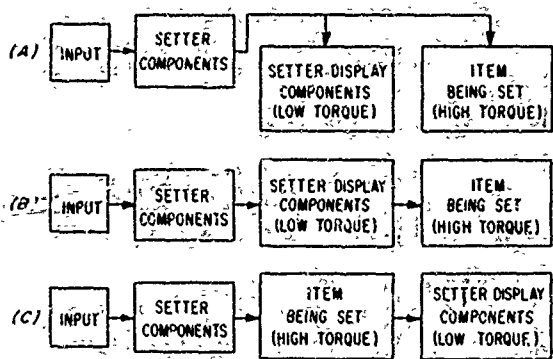 (A)
INPUT
SETTER
COMPONENTS
SETTER DISPLAY
COMPONENTS
(LOW TORQUE)
ITEM
BEING SET
(HIGH TORQUE)
(B)
INPUT
SETTER
COMPONENTS
SETTER DISPLAY
COMPONENTS
(LOW TORQUE)
ITEM
BEING SET
(HIGH TORQUE)
(C)
INPUT
SETTER
COMPONENTS
ITEM
BEING SET
(HIGH TORQUE)
SETTER DISPLAY
COMPONENTS
(LOW TORQUE)